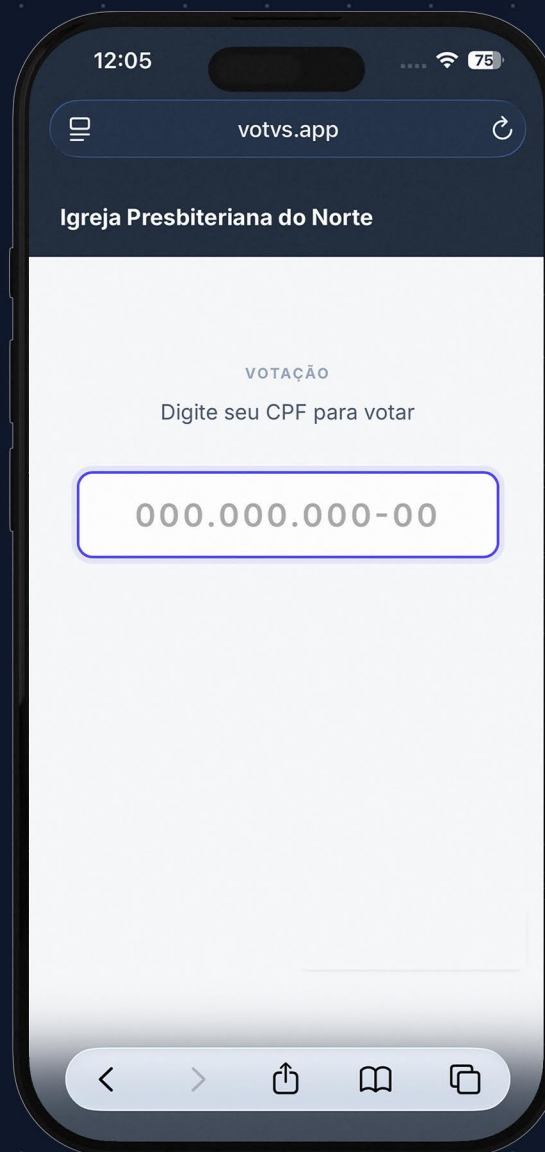 12:05
75
votvs.app
Igreja Presbiteriana do Norte
VOTAÇÃO
Digite seu CPF para votar
000.000.000-00